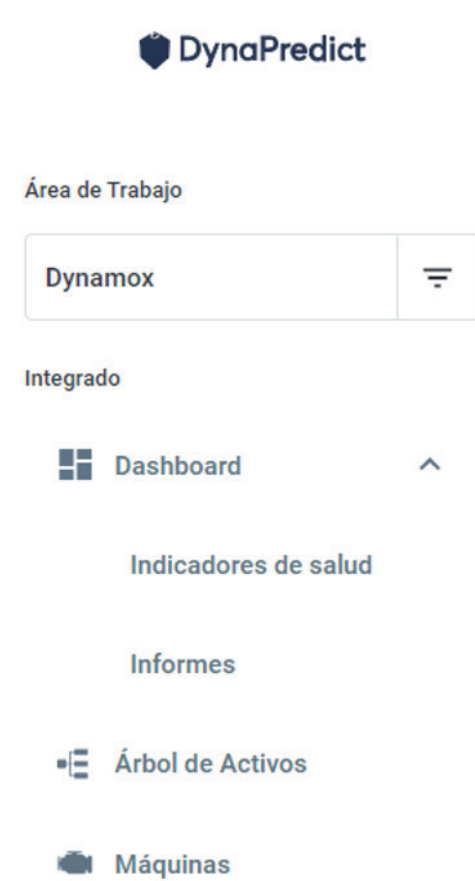 DynaPredict
Área de Trabajo
Dynamox
Integrado
Dashboard
Indicadores de salud
Informes
Árbol de Activos
Máquinas